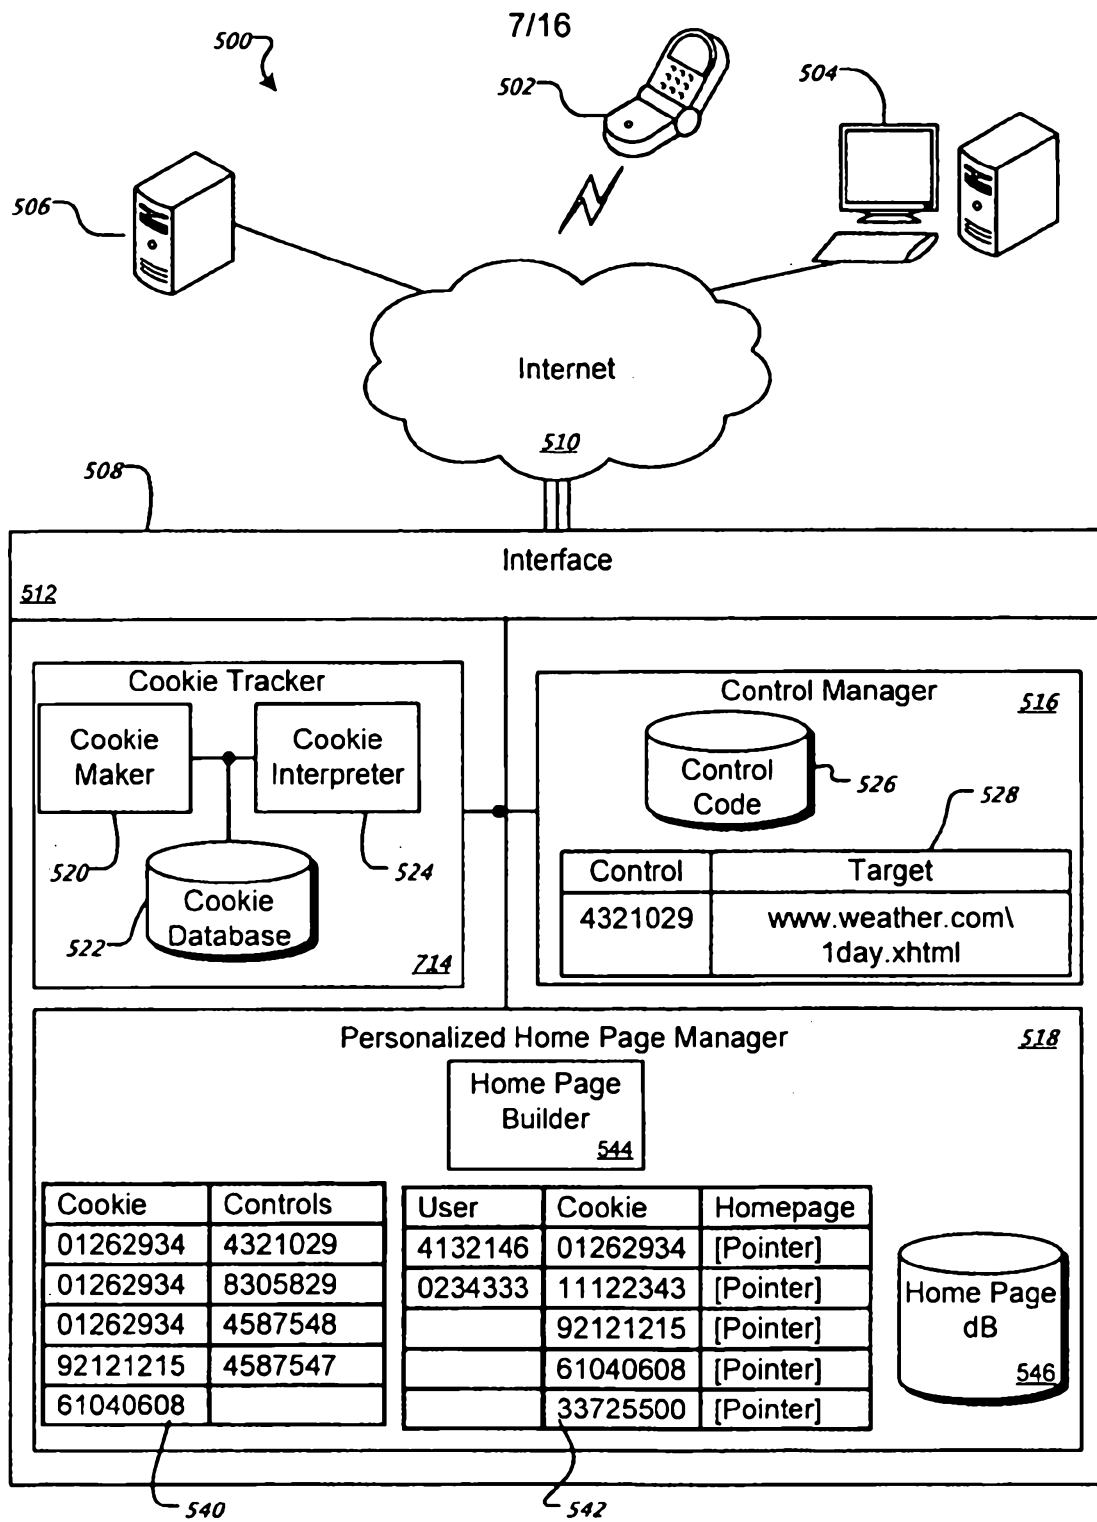 7/16
500
502
504
506
Internet
510
508
Interface
512
Cookie Tracker
Cookie
Maker
Cookie
Interpreter
520
524
Cookie
Database
522
714
Control Manager
516
Control
Code
526
528
Control Target
4321029 www.weather.com\
1day.xhtml
Personalized Home Page Manager
518
Home Page
Builder
544
Cookie Controls
01262934 4321029
01262934 8305829
01262934 4587548
92121215 4587547
61040608
User Cookie Homepage
4132146 01262934 [Pointer]
0234333 11122343 [Pointer]
92121215 [Pointer]
61040608 [Pointer]
33725500 [Pointer]
Home Page
dB
546
540
542